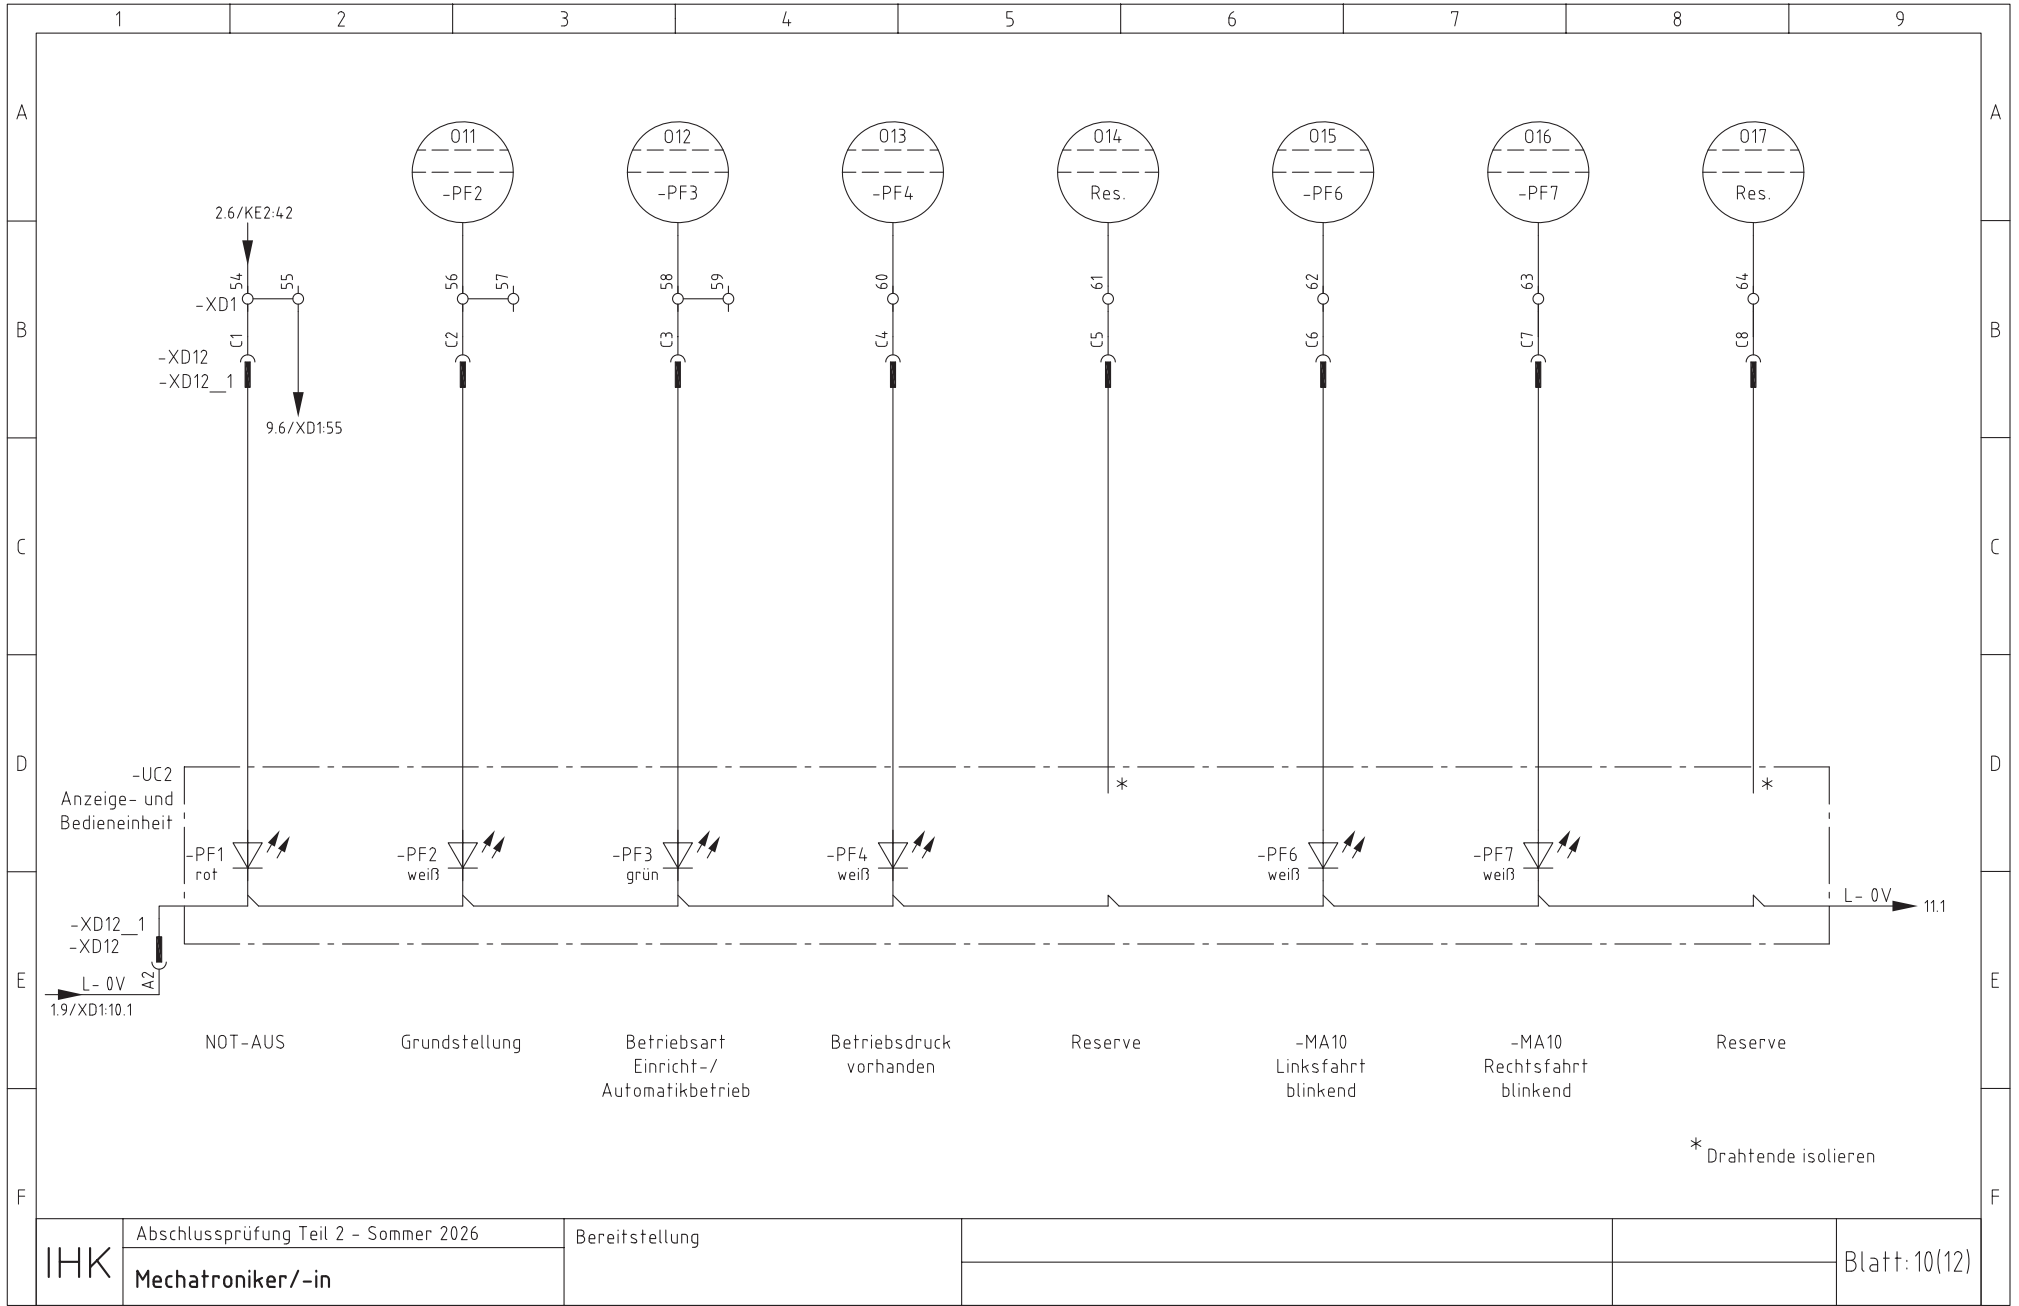 1 2 3 4 5 6 7 8 9
A A
O11 O12 O13 O14 O15 O16 O17
-PF2 -PF3 -PF4 Res. -PF6 -PF7 Res.
2.6/KE2:42
54 55 56 57 58 59 60 61 62 63 64
-XD1
B B
C1 C2 C3 C4 C5 C6 C7 C8
-XD12
-XD12__1
9.6/XD1:55
C C
D D
-UC2
Anzeige- und
Bedieneinheit
* *
-PF1 -PF2 -PF3 -PF4 -PF6 -PF7
rot weiß grün weiß weiß weiß
L- 0V 11.1
-XD12__1
-XD12
A2
E E
L- 0V
1.9/XD1:10.1
NOT-AUS Grundstellung Betriebsart Betriebsdruck Reserve -MA10 -MA10 Reserve
Einricht-/ vorhanden Linksfahrt Rechtsfahrt
Automatikbetrieb blinkend blinkend
* Drahtende isolieren
F F
IHK
Abschlussprüfung Teil 2 - Sommer 2026
Mechatroniker/-in
Bereitstellung
Blatt: 10(12)